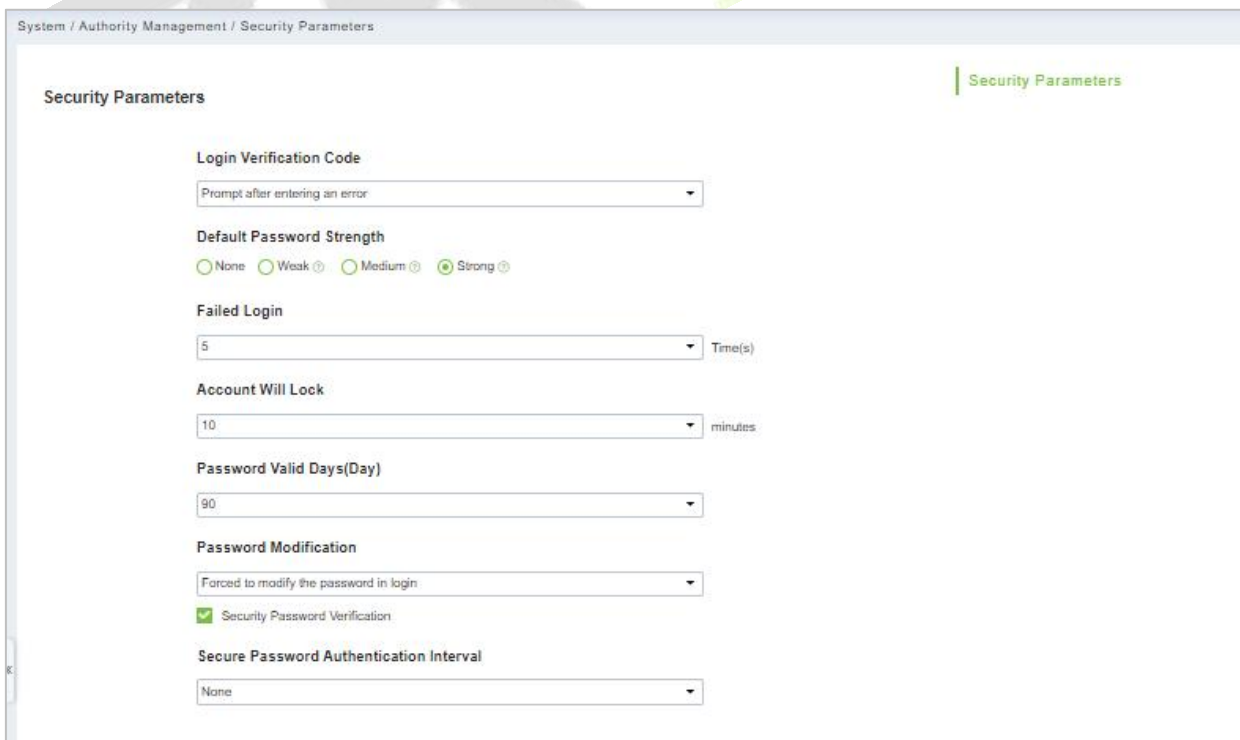 System / Authority Management / Security Parameters
Security Parameters
Security Parameters
Login Verification Code
Prompt after entering an error
Default Password Strength
None Weak Medium Strong
Failed Login
5 Time(s)
Account Will Lock
10 minutes
Password Valid Days(Day)
90
Password Modification
Forced to modify the password in login
Security Password Verification
Secure Password Authentication Interval
None